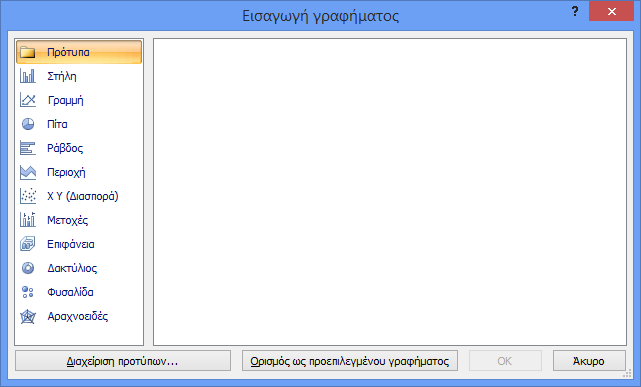 Εισαγωγή γραφήματος
?
Πρότυπα
Στήλη
Γραμμή
Πίτα
Ράβδος
Περιοχή
Χ Υ (Διασπορά)
Μετοχές
Επιφάνεια
Δακτύλιος
Φυσαλίδα
Αραχνοειδές
Διαχείριση προτύπων... Ορισμός ως προεπιλεγμένου γραφήματος OK Άκυρο